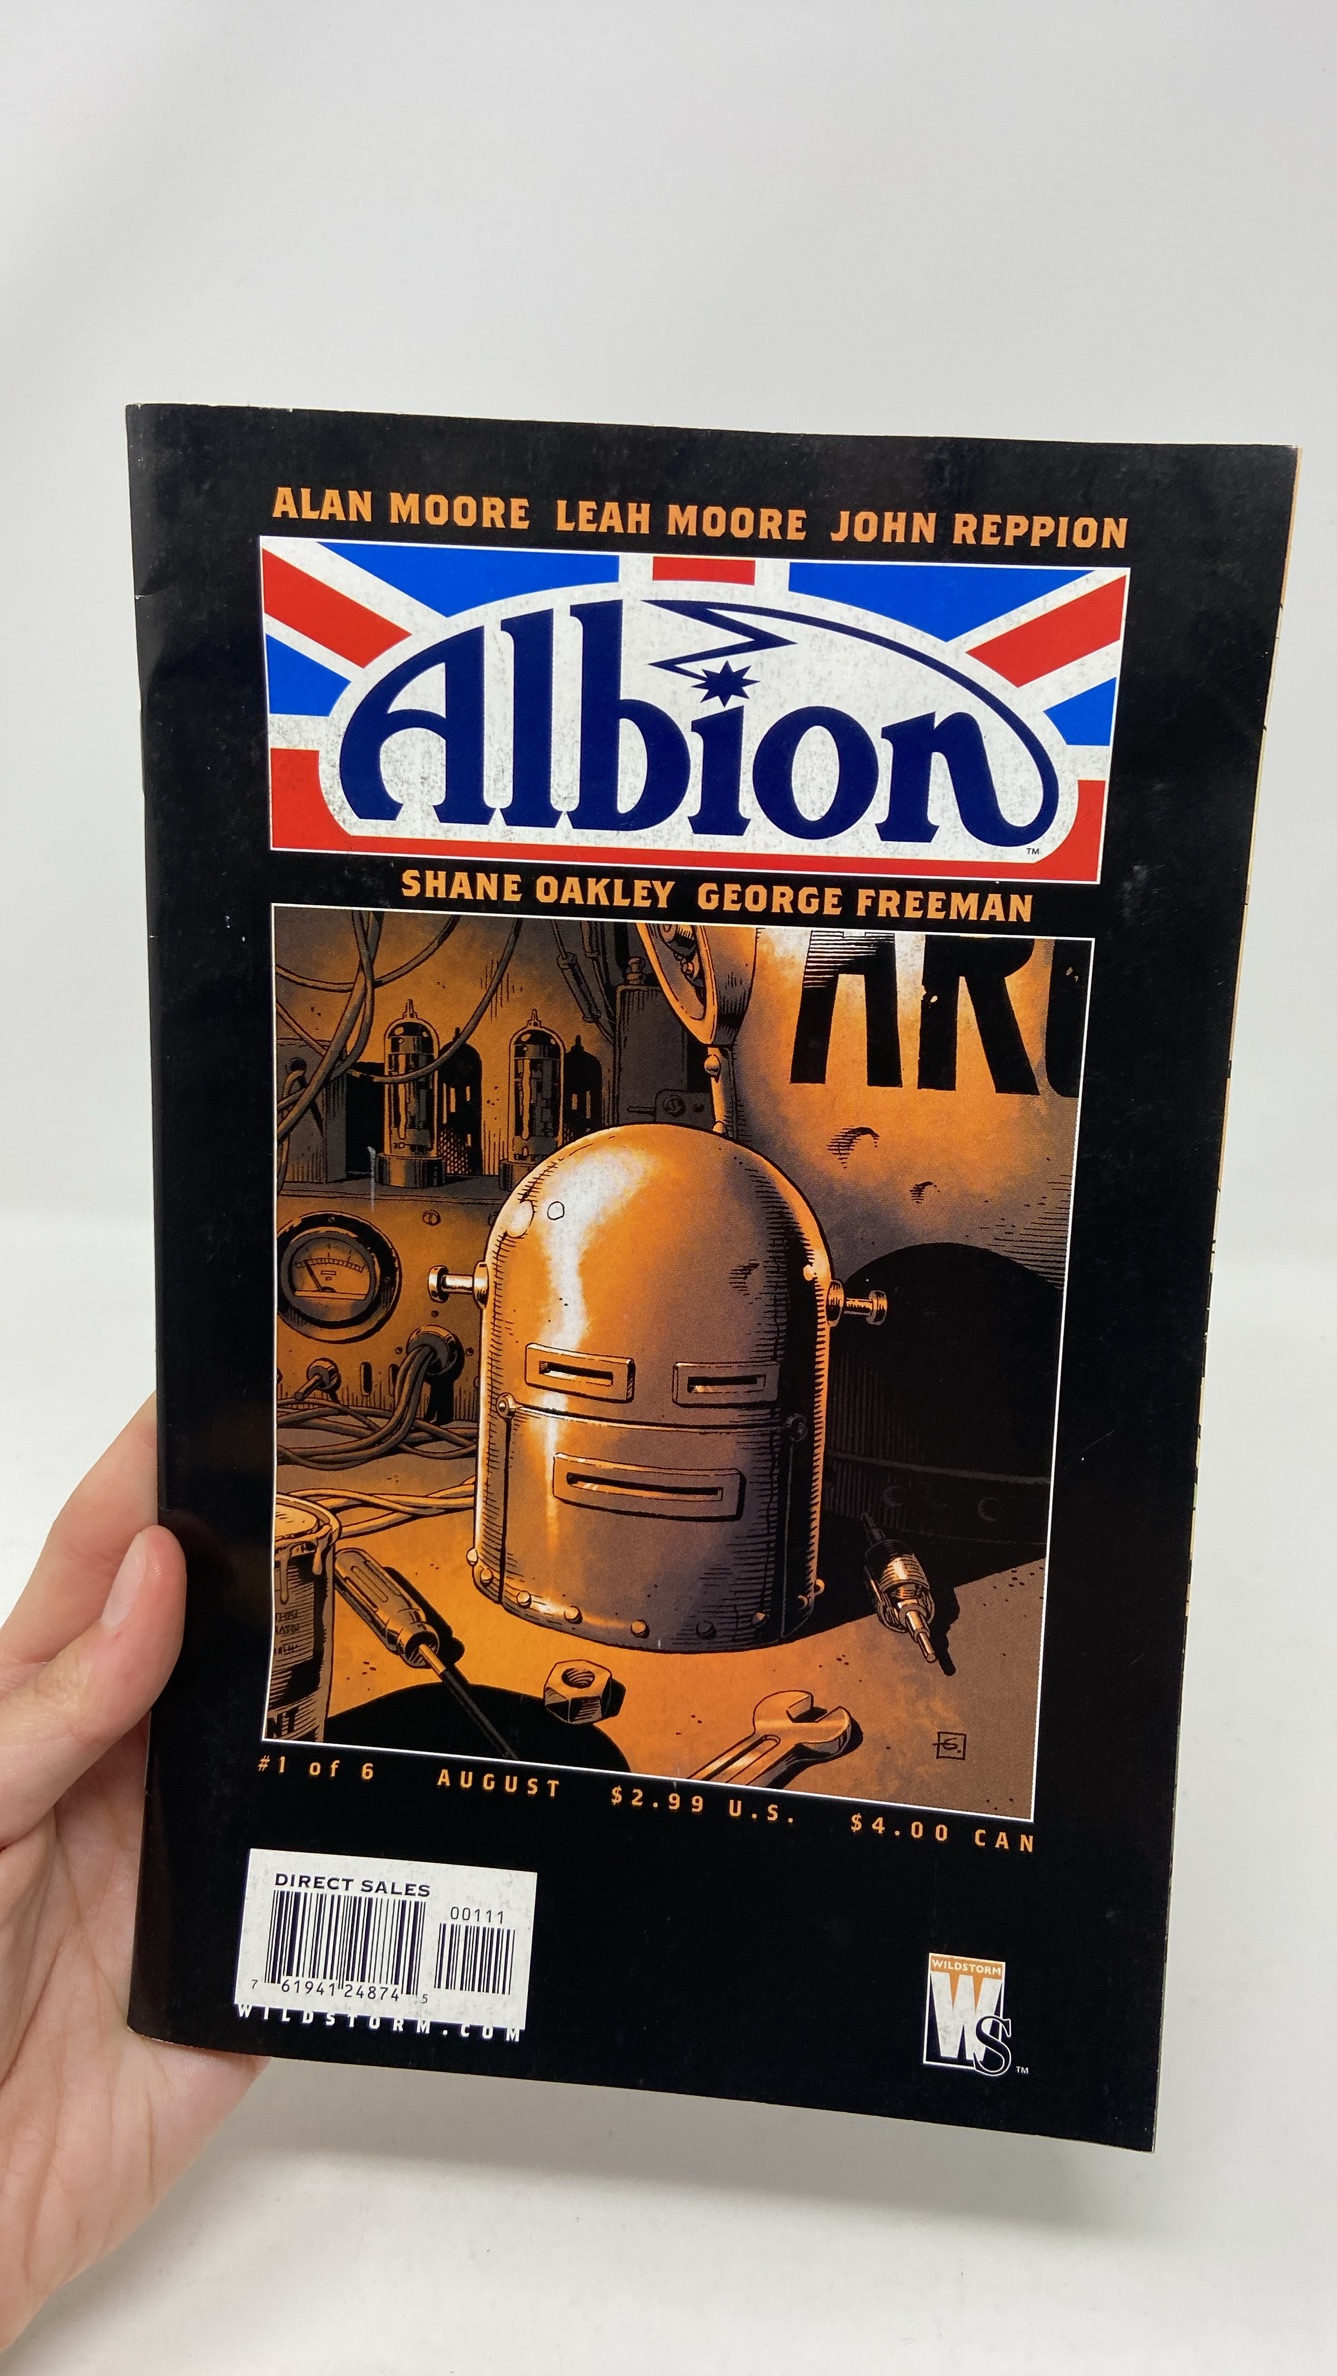 ALAN MOORE LEAH MOORE JOHN REPPION
Albion
TM
SHANE OAKLEY GEORGE FREEMAN
#1 of 6 AUGUST $2.99 U.S. $4.00 CAN
DIRECT SALES
00111
7 61941 24874 5
WILDSTORM.COM
WILDSTORM
WS
TM